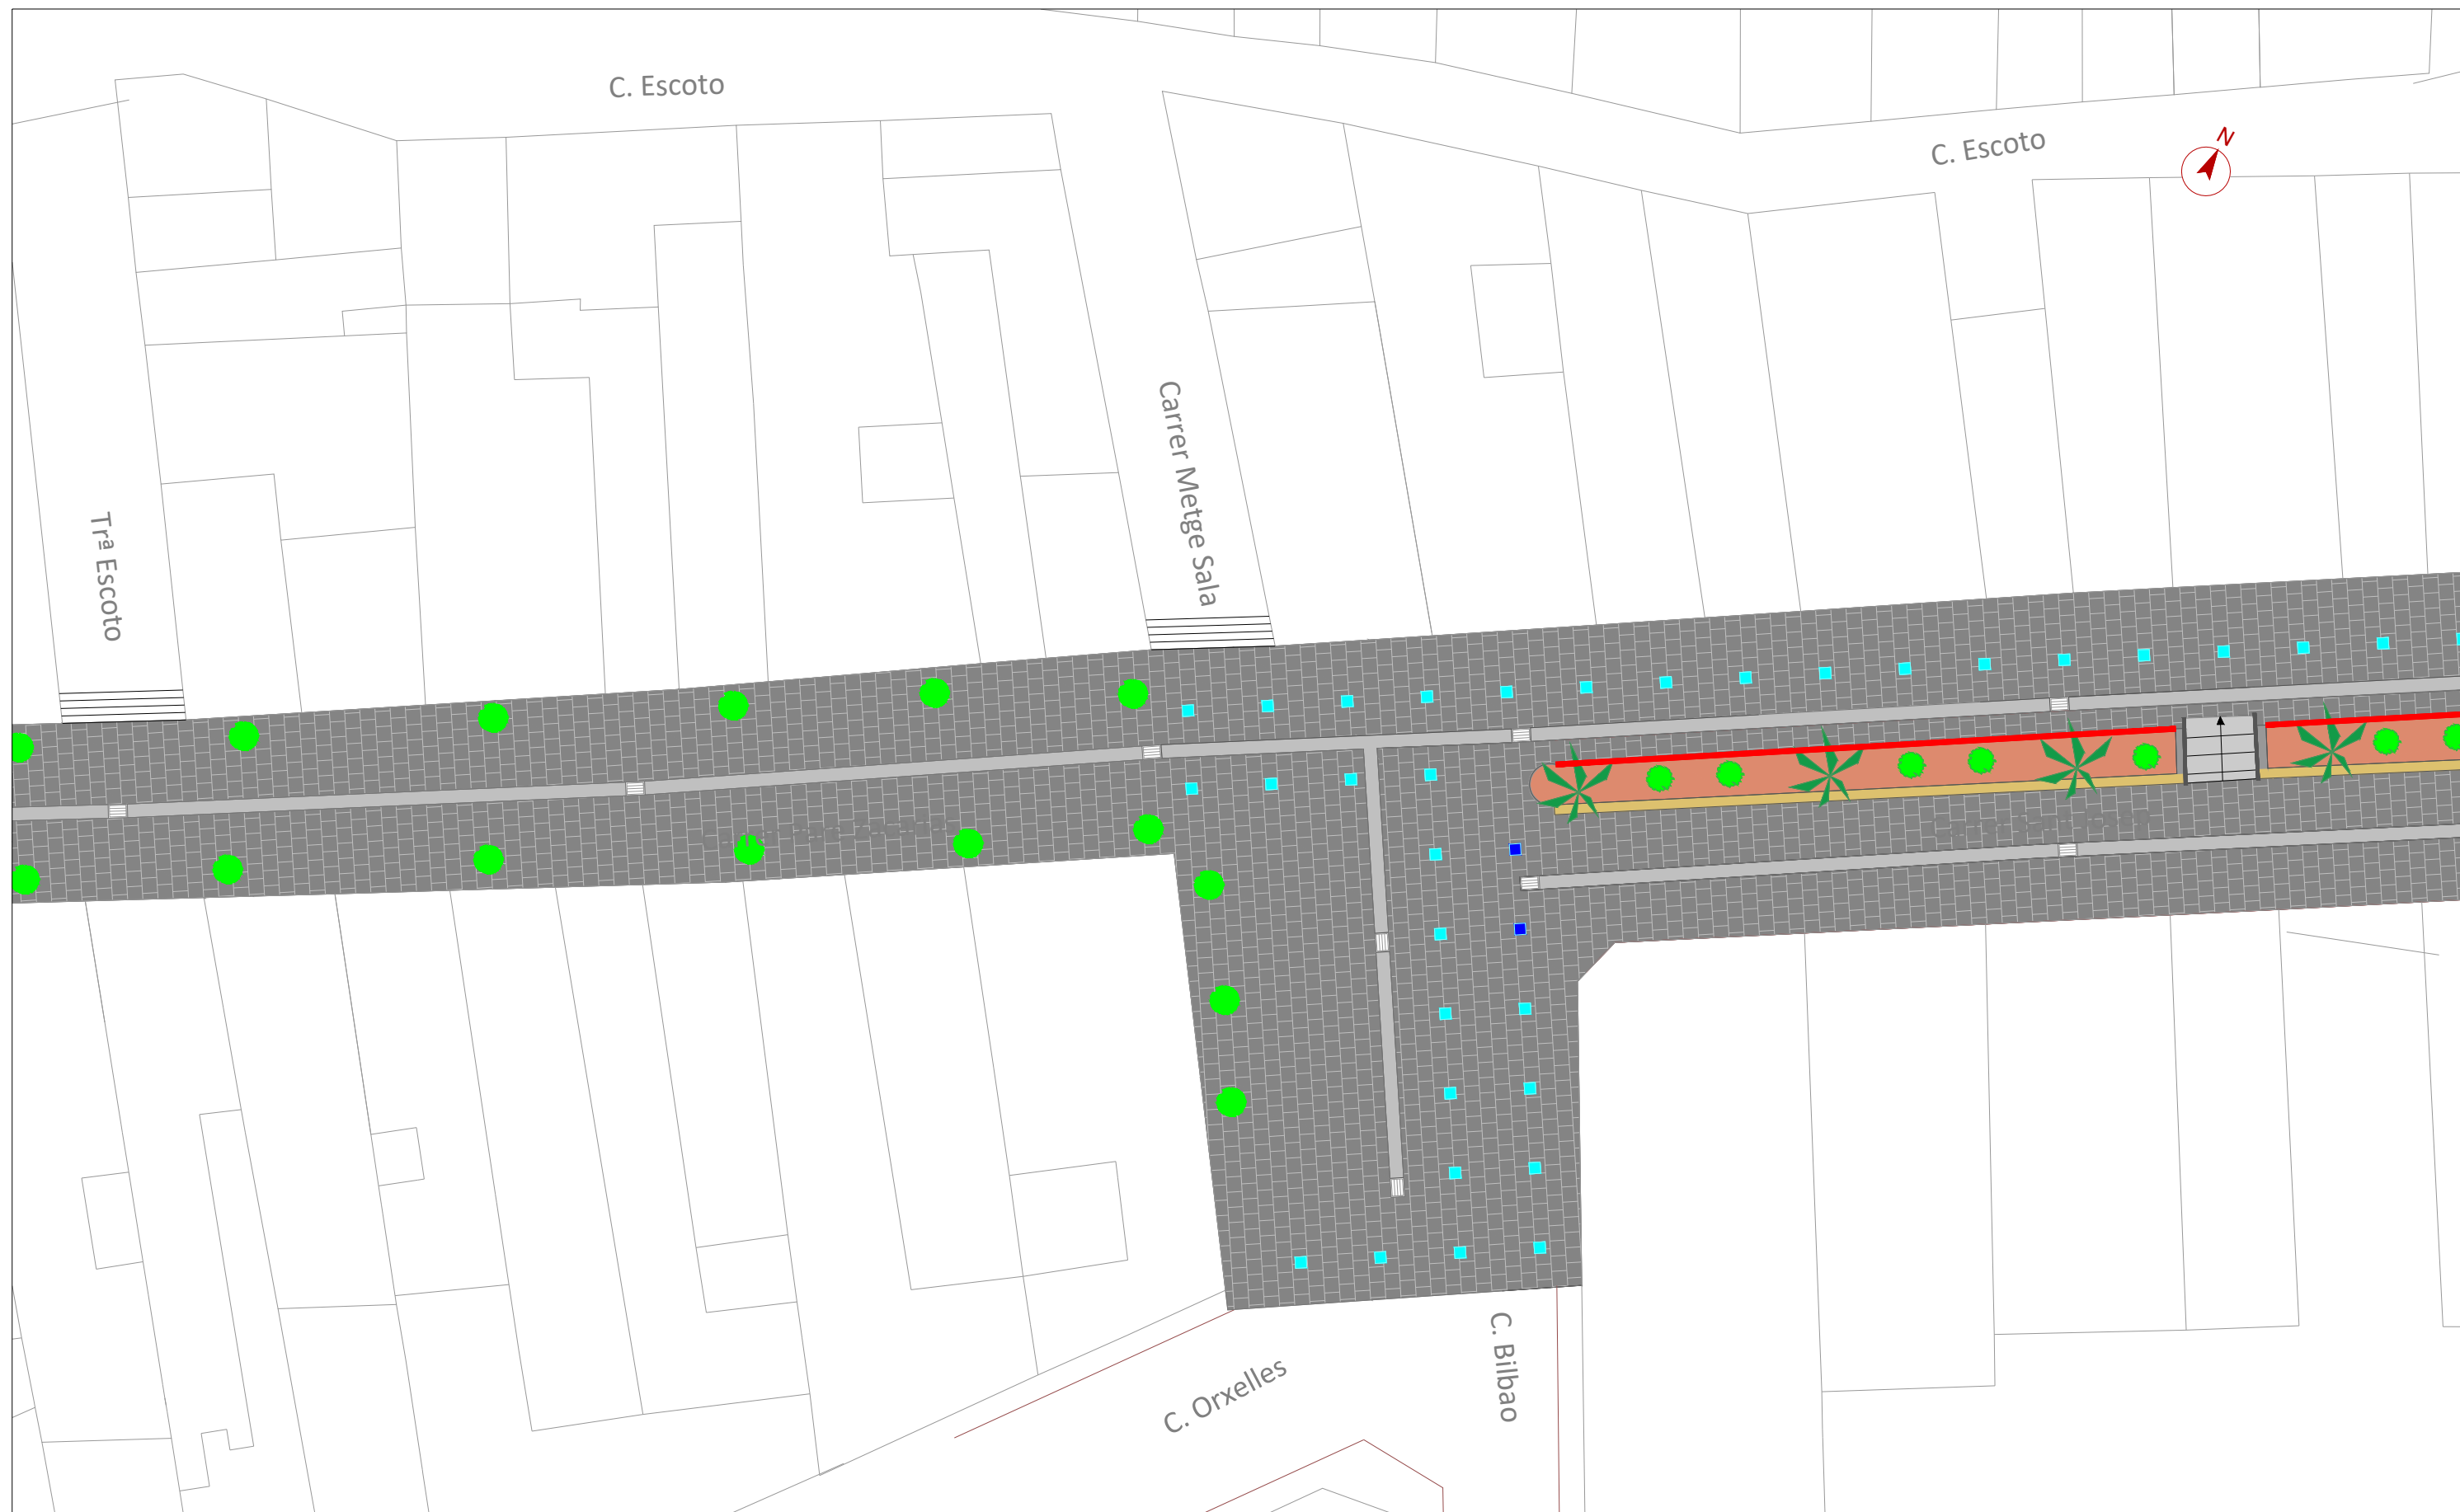 C. Escoto
C. Escoto
N
Carrer Metge Sala
Trª Escoto
C. Bilbao
C. Orxelles